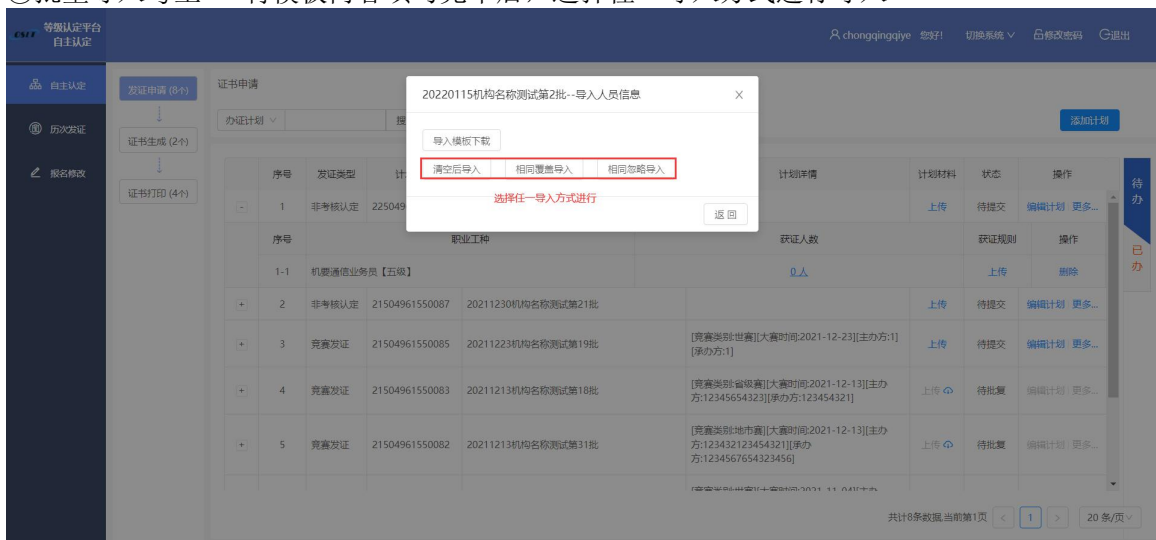 等级认定平台
自主认定
chongqingqiye 您好! 切换系统 修改密码 退出
自主认定
历次发证
报名修改
发证申请 (8个)
证书生成 (2个)
证书打印 (4个)
证书申请
办证计划
添加计划
20220115机构名称测试第2批--导入人员信息
导入模板下载
清空后导入 相同覆盖导入 相同忽略导入
选择任一导入方式进行
返 回
序号 发证类型 计划详情 计划材料 状态 操作
1 非考核认定 225049 上传 待提交 编辑计划 更多...
序号 职业工种 获证人数 获证规则 操作
1-1 机要通信业务员【五级】 0人 上传 删除
2 非考核认定 21504961550087 20211230机构名称测试第21批 上传 待提交 编辑计划 更多...
3 竞赛发证 21504961550085 20211223机构名称测试第19批 [竞赛类别:世赛][大赛时间:2021-12-23][主办方:1]
[承办方:1] 上传 待提交 编辑计划 更多...
4 竞赛发证 21504961550083 20211213机构名称测试第18批 [竞赛类别:省级赛][大赛时间:2021-12-13][主办
方:12345654323][承办方:123454321] 上传 待批复 编辑计划 更多...
5 竞赛发证 21504961550082 20211213机构名称测试第31批 [竞赛类别:地市赛][大赛时间:2021-12-13][主办
方:123432123454321][承办
方:1234567654323456] 上传 待批复 编辑计划 更多...
待办
已办
共计8条数据,当前第1页 1 20 条/页